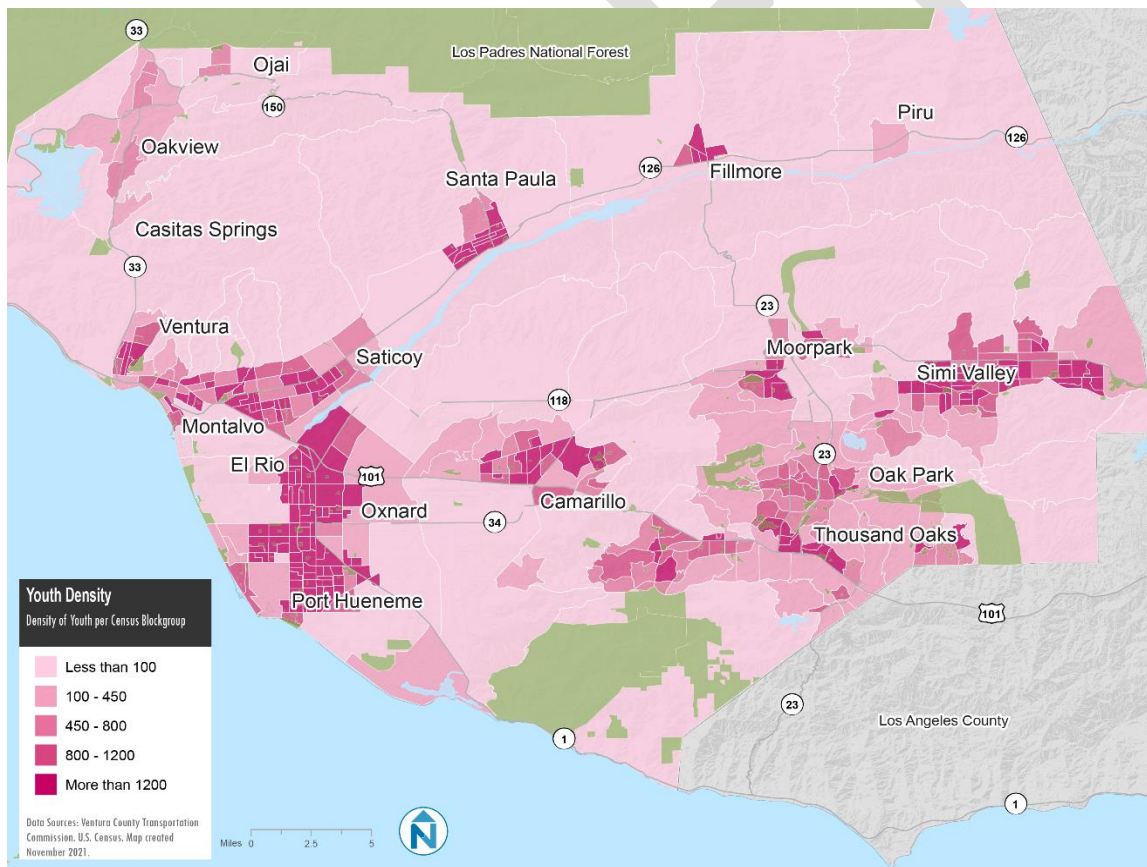 33
Los Padres National Forest
Ojai
150
Piru
Oakview
126
126
Fillmore
Santa Paula
Casitas Springs
33
23
Ventura
Saticoy
Moorpark
Simi Valley
118
Montalvo
El Rio
101
23
Oak Park
Oxnard
34
Camarillo
Thousand Oaks
Port Hueneme
101
23
Los Angeles County
1
1
Youth Density
Density of Youth per Census Blockgroup
Less than 100
100 - 450
450 - 800
800 - 1200
More than 1200
Data Sources: Ventura County Transportation
Commission, U.S. Census. Map created
November 2021.
Miles 0 2.5 5
N